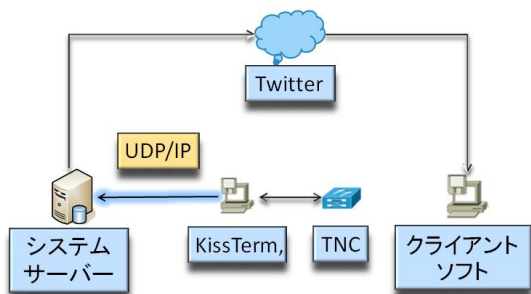 Twitter
UDP/IP
システム
サーバー
KissTerm,
TNC
クライアント
ソフト